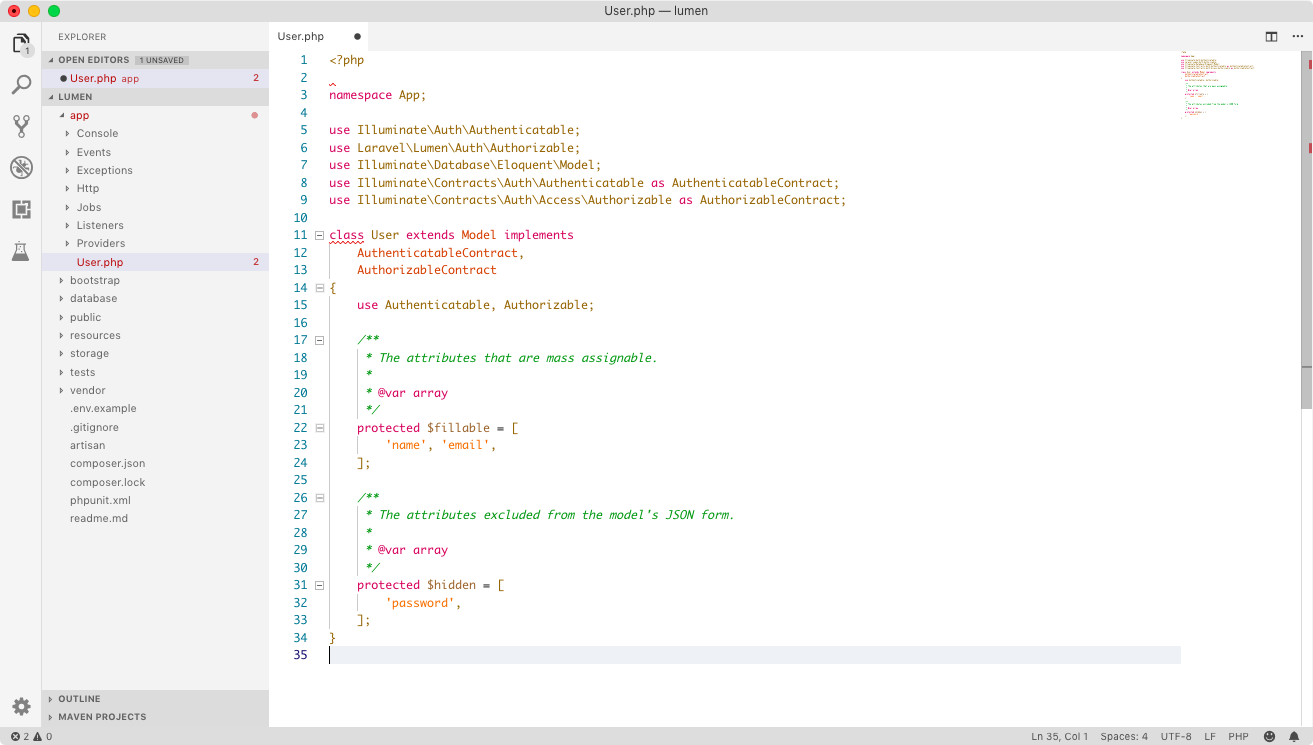 User.php — lumen
1
EXPLORER
OPEN EDITORS 1 UNSAVED
User.php app 2
LUMEN
app
Console
Events
Exceptions
Http
Jobs
Listeners
Providers
User.php 2
bootstrap
database
public
resources
storage
tests
vendor
.env.example
.gitignore
artisan
composer.json
composer.lock
phpunit.xml
readme.md
OUTLINE
MAVEN PROJECTS
User.php
1 <?php
2
3 namespace App;
4
5 use Illuminate\Auth\Authenticatable;
6 use Laravel\Lumen\Auth\Authorizable;
7 use Illuminate\Database\Eloquent\Model;
8 use Illuminate\Contracts\Auth\Authenticatable as AuthenticatableContract;
9 use Illuminate\Contracts\Auth\Access\Authorizable as AuthorizableContract;
10
11 class User extends Model implements
12     AuthenticatableContract,
13     AuthorizableContract
14 {
15     use Authenticatable, Authorizable;
16
17     /**
18      * The attributes that are mass assignable.
19      *
20      * @var array
21      */
22     protected $fillable = [
23         'name', 'email',
24     ];
25
26     /**
27      * The attributes excluded from the model's JSON form.
28      *
29      * @var array
30      */
31     protected $hidden = [
32         'password',
33     ];
34 }
35
2 0 Ln 35, Col 1 Spaces: 4 UTF-8 LF PHP